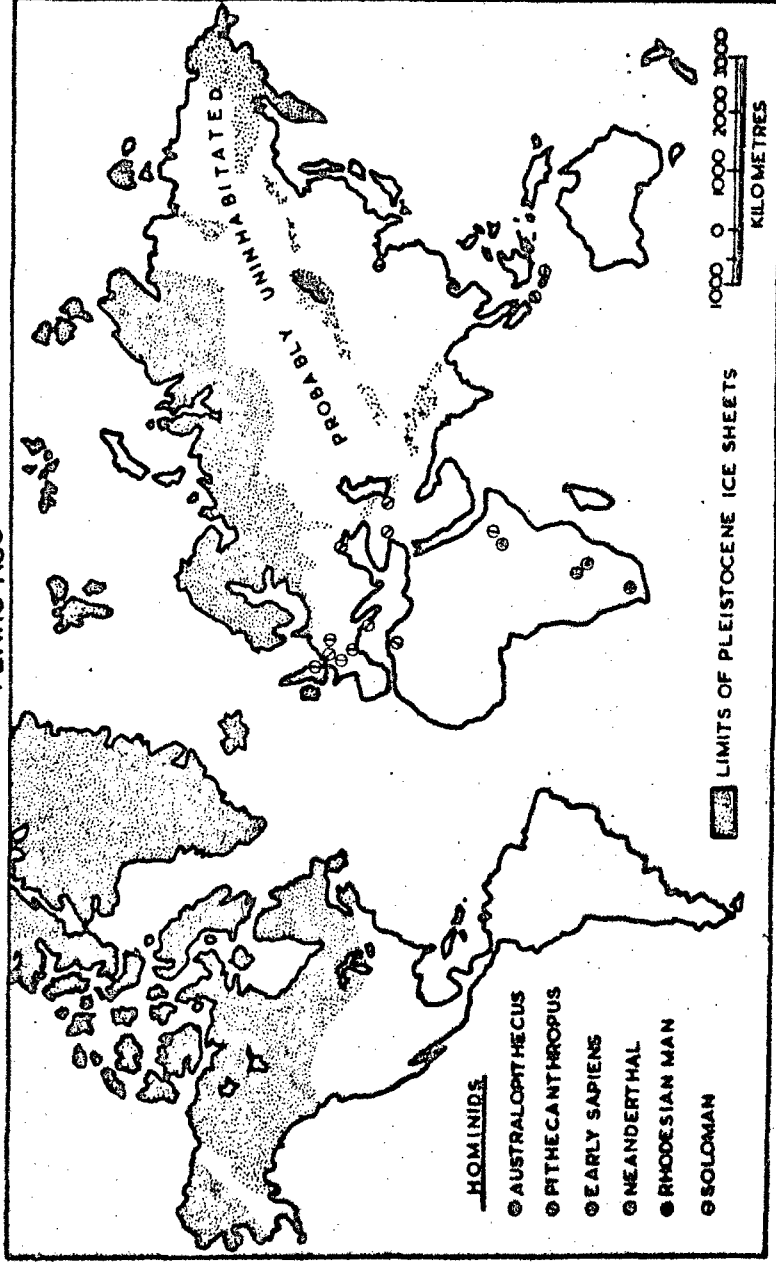 PROBABLY UNINHABITATED
HOMINIDS
AUSTRALOPITHECUS
PITHECANTHROPUS
EARLY SAPIENS
NEANDERTHAL
RHODESIAN MAN
SOLOMAN
LIMITS OF PLEISTOCENE ICE SHEETS
1000 0 1000 2000 3000
KILOMETRES